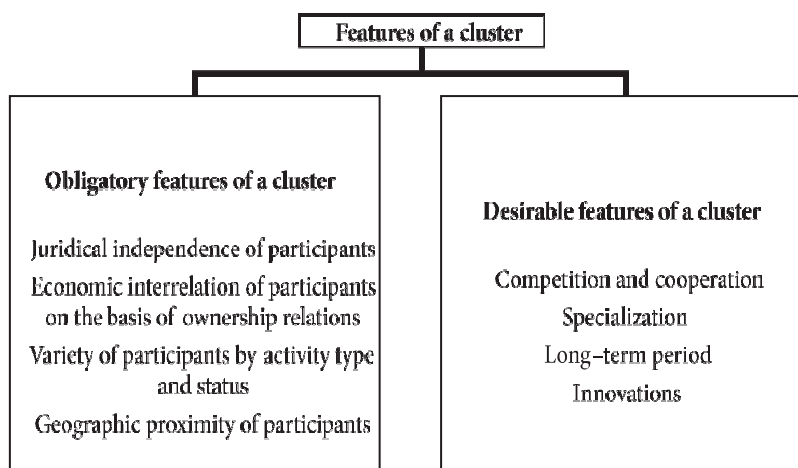 Features of a cluster
Obligatory features of a cluster
Juridical independence of participants
Economic interrelation of participants
on the basis of ownership relations
Variety of participants by activity type
and status
Geographic proximity of participants
Desirable features of a cluster
Competition and cooperation
Specialization
Long–term period
Innovations